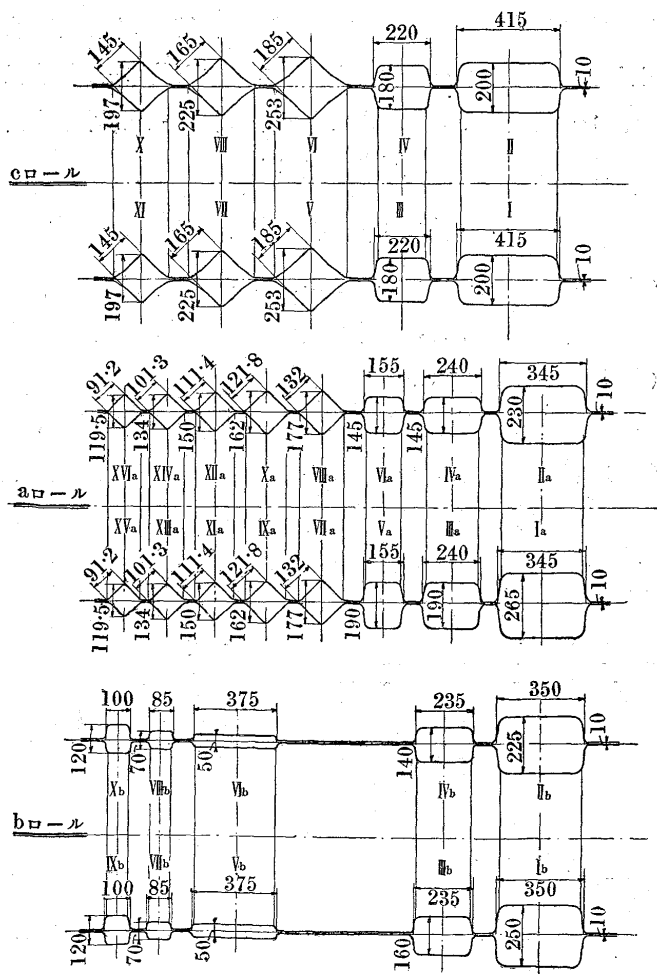 145 165 185 220 415
197 225 253 180 200 10
X VIII VI IV II
cロール
XI VII V III I
145 165 185 220 415
197 225 253 180 200 10
91·2 101·3 111·4 121·8 132 155 240 345
119·5 134 150 162 177 145 145 230 10
XVIa XIVa XIIa Xa VIIIa VIa IVa IIa
aロール
XVa XIIIa XIa IXa VIIa Va IIIa Ia
91·2 101·3 111·4 121·8 132 155 240 345
119·5 134 150 162 177 190 190 265 10
100 85 375 235 350
120 70 50 140 225 10
Xb VIIIb VIb IVb IIb
bロール
IXb VIIb Vb IIIb Ib
100 85 375 235 350
120 70 50 160 250 10